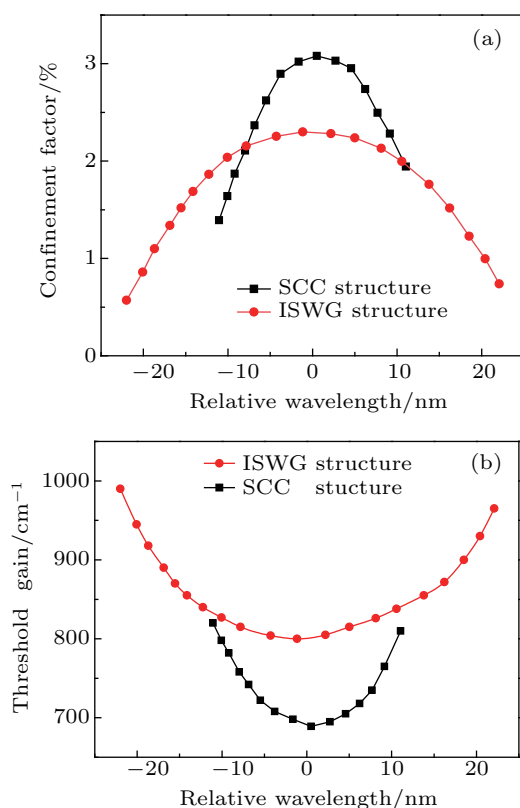 (a)
3
2
1
0
Confinement factor/%
SCC structure
ISWG structure
−20 −10 0 10 20
Relative wavelength/nm
(b)
ISWG structure
SCC stucture
1000
900
800
700
Threshold gain/cm−1
−20 −10 0 10 20
Relative wavelength/nm